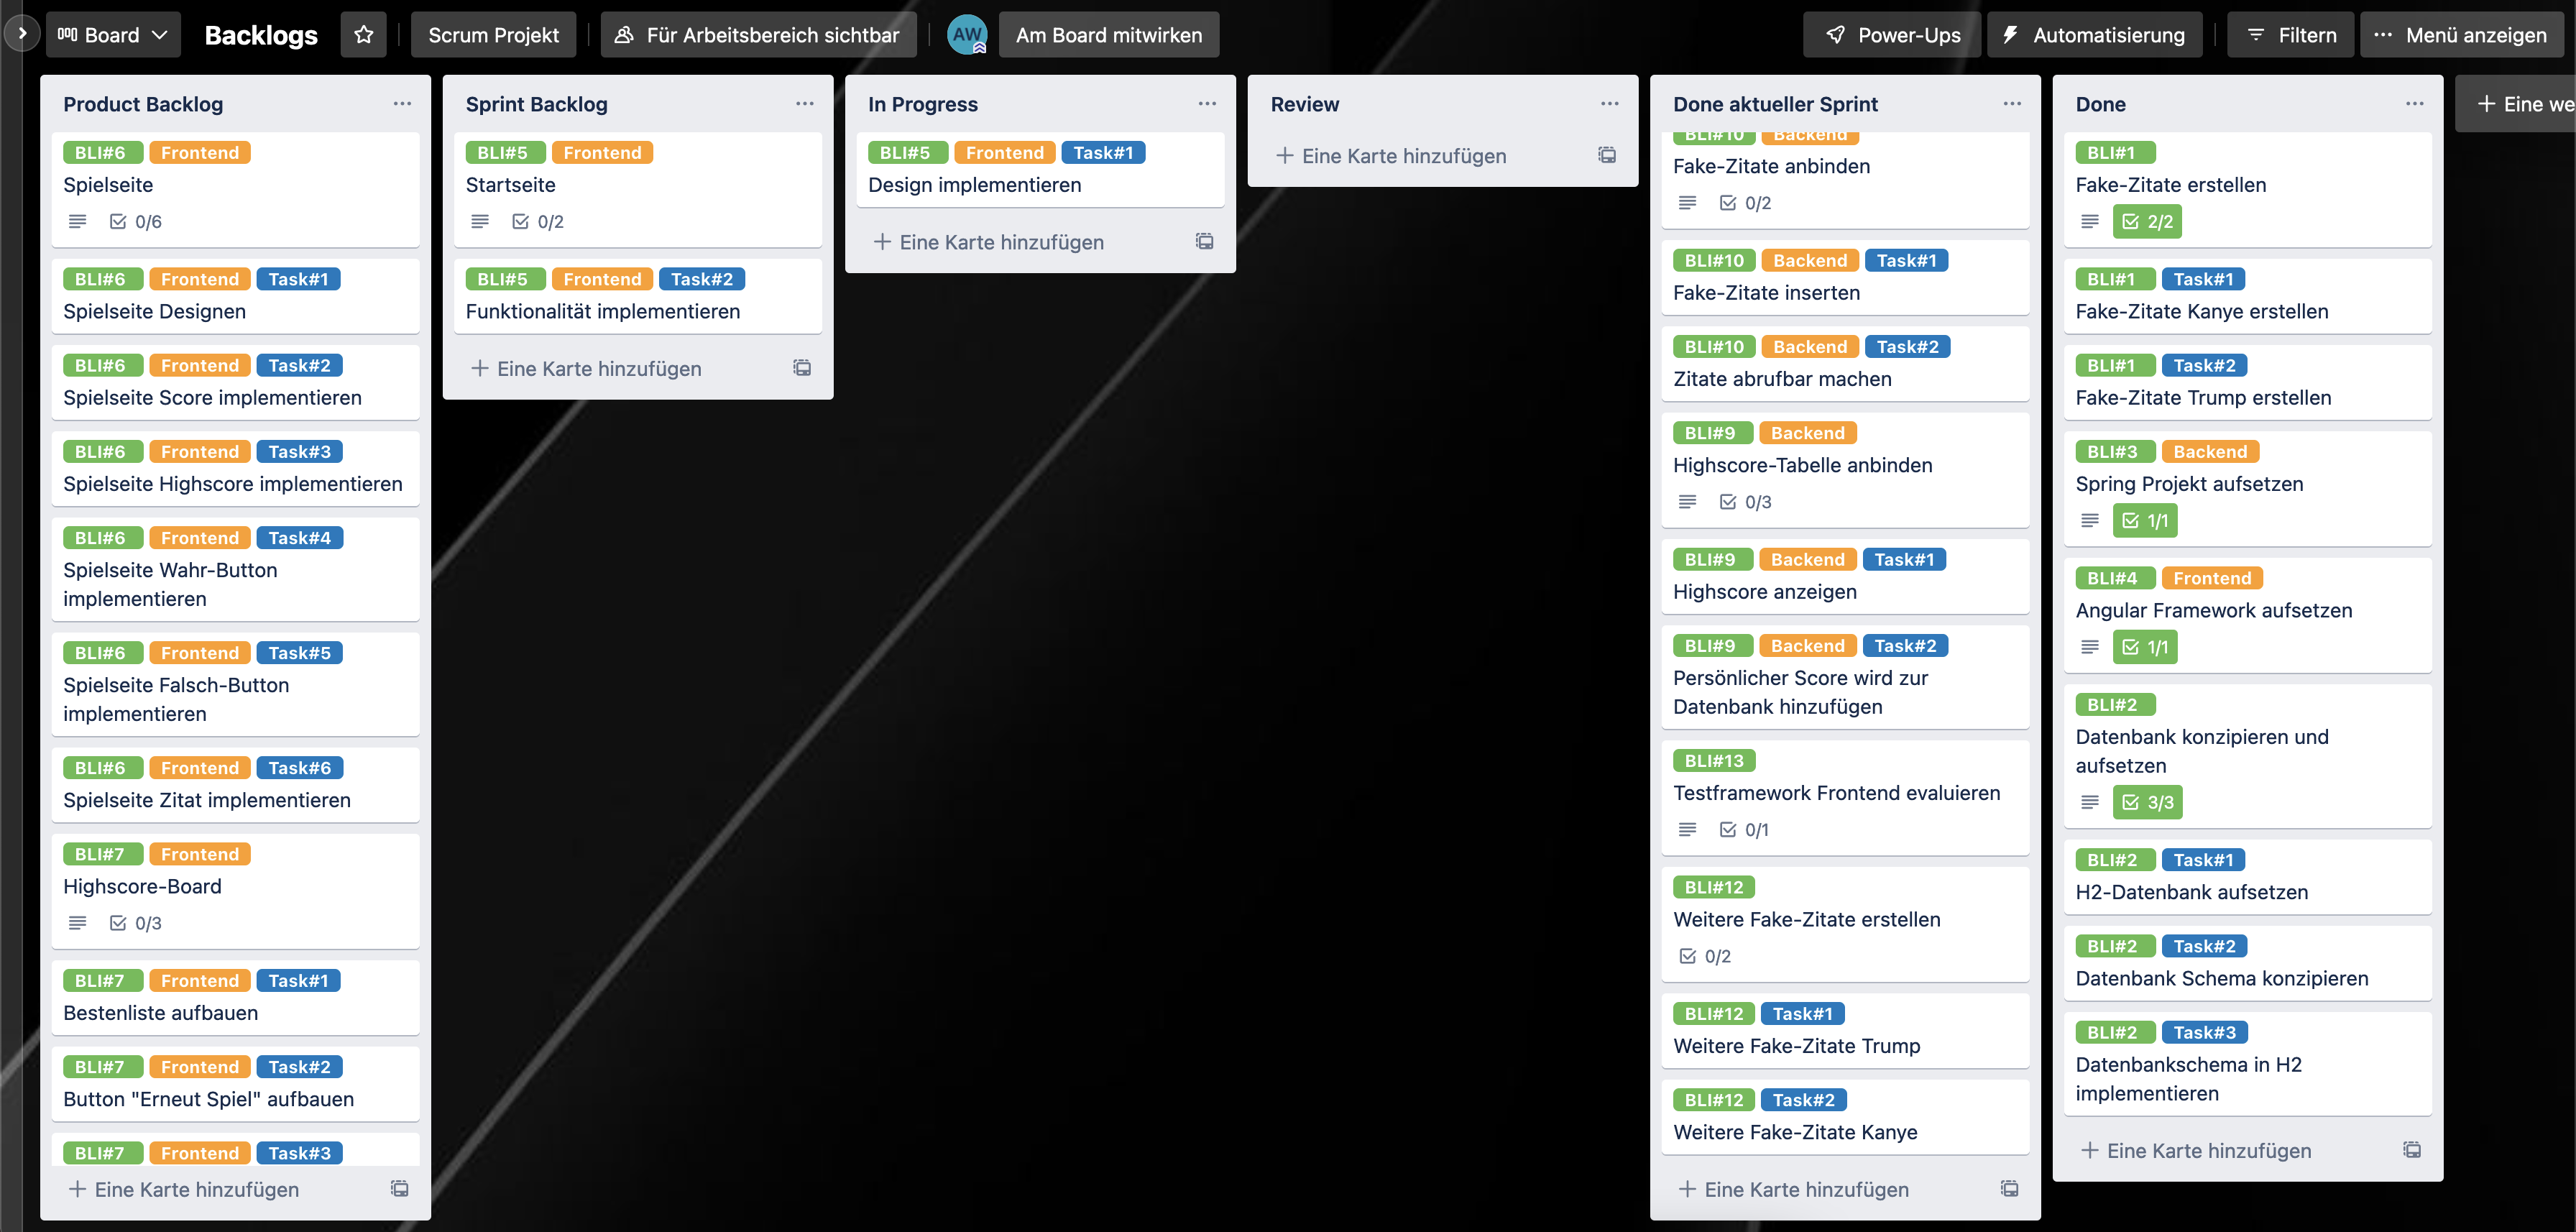 Board
Backlogs
Scrum Projekt
Für Arbeitsbereich sichtbar
AW
Am Board mitwirken
Power-Ups
Automatisierung
Filtern
Menü anzeigen
Product Backlog
BLI#6 Frontend
Spielseite
0/6
BLI#6 Frontend Task#1
Spielseite Designen
BLI#6 Frontend Task#2
Spielseite Score implementieren
BLI#6 Frontend Task#3
Spielseite Highscore implementieren
BLI#6 Frontend Task#4
Spielseite Wahr-Button
implementieren
BLI#6 Frontend Task#5
Spielseite Falsch-Button
implementieren
BLI#6 Frontend Task#6
Spielseite Zitat implementieren
BLI#7 Frontend
Highscore-Board
0/3
BLI#7 Frontend Task#1
Bestenliste aufbauen
BLI#7 Frontend Task#2
Button "Erneut Spiel" aufbauen
BLI#7 Frontend Task#3
+ Eine Karte hinzufügen
Sprint Backlog
BLI#5 Frontend
Startseite
0/2
BLI#5 Frontend Task#2
Funktionalität implementieren
+ Eine Karte hinzufügen
In Progress
BLI#5 Frontend Task#1
Design implementieren
+ Eine Karte hinzufügen
Review
+ Eine Karte hinzufügen
Done aktueller Sprint
BLI#10 Backend
Fake-Zitate anbinden
0/2
BLI#10 Backend Task#1
Fake-Zitate inserten
BLI#10 Backend Task#2
Zitate abrufbar machen
BLI#9 Backend
Highscore-Tabelle anbinden
0/3
BLI#9 Backend Task#1
Highscore anzeigen
BLI#9 Backend Task#2
Persönlicher Score wird zur
Datenbank hinzufügen
BLI#13
Testframework Frontend evaluieren
0/1
BLI#12
Weitere Fake-Zitate erstellen
0/2
BLI#12 Task#1
Weitere Fake-Zitate Trump
BLI#12 Task#2
Weitere Fake-Zitate Kanye
+ Eine Karte hinzufügen
Done
BLI#1
Fake-Zitate erstellen
2/2
BLI#1 Task#1
Fake-Zitate Kanye erstellen
BLI#1 Task#2
Fake-Zitate Trump erstellen
BLI#3 Backend
Spring Projekt aufsetzen
1/1
BLI#4 Frontend
Angular Framework aufsetzen
1/1
BLI#2
Datenbank konzipieren und
aufsetzen
3/3
BLI#2 Task#1
H2-Datenbank aufsetzen
BLI#2 Task#2
Datenbank Schema konzipieren
BLI#2 Task#3
Datenbankschema in H2
implementieren
+ Eine Karte hinzufügen
+ Eine we